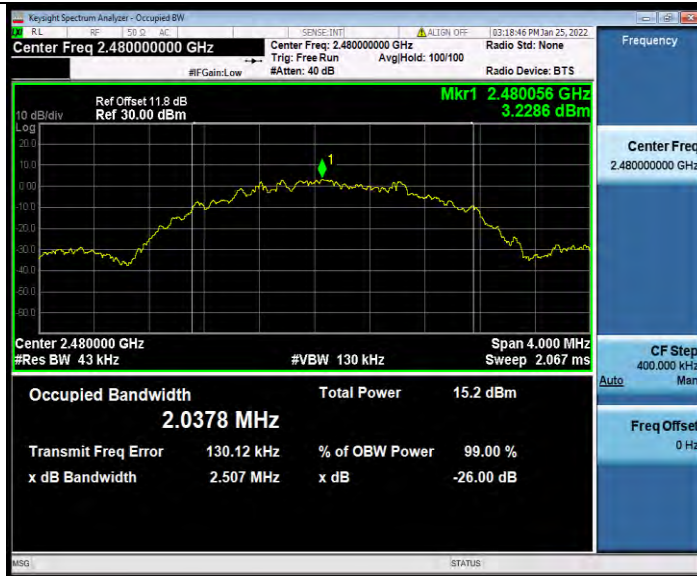 Keysight Spectrum Analyzer - Occupied BW
RL RF 50 Ω AC SENSE:INT ALIGN OFF 03:18:46 PM Jan 25, 2022
Center Freq 2.480000000 GHz
Center Freq: 2.480000000 GHz
Radio Std: None
Trig: Free Run Avg|Hold: 100/100
#IFGain:Low #Atten: 40 dB Radio Device: BTS
Frequency
Mkr1 2.480056 GHz
3.2286 dBm
Ref Offset 11.8 dB
10 dB/div Ref 30.00 dBm
Log
20.0
10.0
0.00
-10.0
-20.0
-30.0
-40.0
-50.0
-60.0
1
Center 2.480000 GHz Span 4.000 MHz
#Res BW 43 kHz #VBW 130 kHz Sweep 2.067 ms
Center Freq
2.480000000 GHz
CF Step
400.000 kHz
Auto Man
Freq Offset
0 Hz
Occupied Bandwidth Total Power 15.2 dBm
2.0378 MHz
Transmit Freq Error 130.12 kHz % of OBW Power 99.00 %
x dB Bandwidth 2.507 MHz x dB -26.00 dB
MSG STATUS